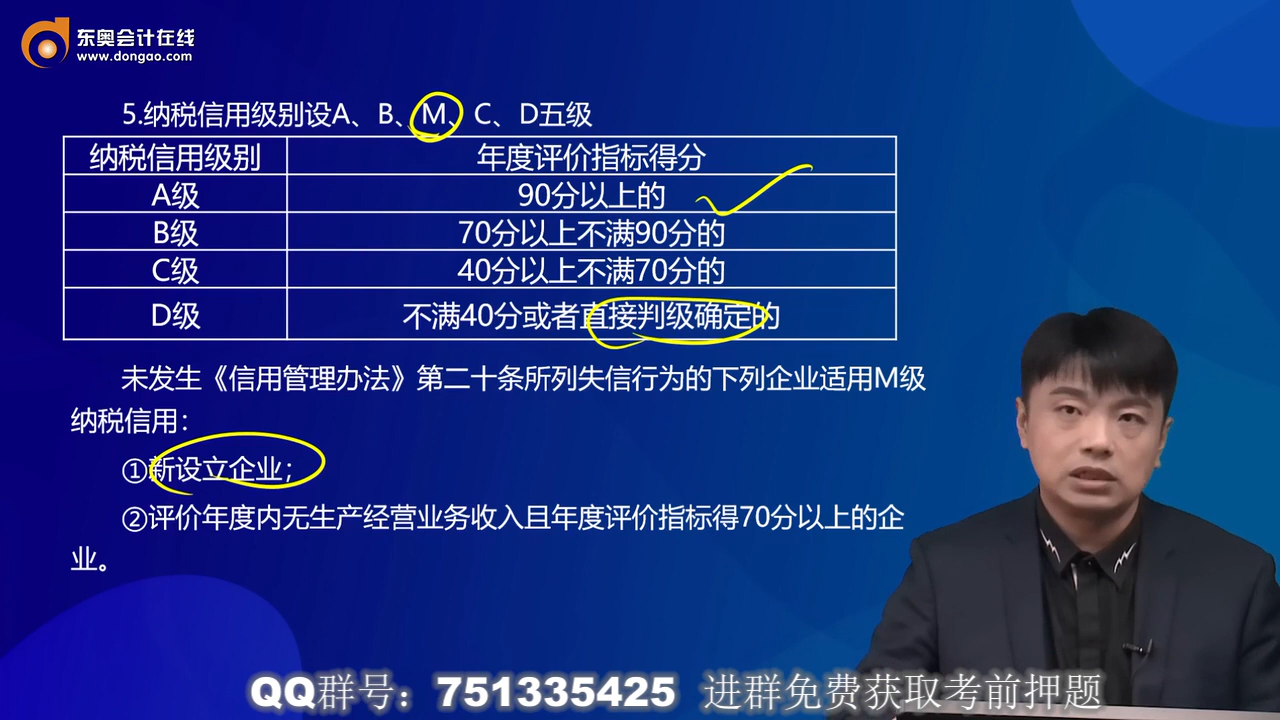 东奥会计在线
www.dongao.com
5.纳税信用级别设A、B、M、C、D五级
纳税信用级别 年度评价指标得分
A级 90分以上的
B级 70分以上不满90分的
C级 40分以上不满70分的
D级 不满40分或者直接判级确定的
未发生《信用管理办法》第二十条所列失信行为的下列企业适用M级
纳税信用：
①新设立企业；
②评价年度内无生产经营业务收入且年度评价指标得70分以上的企
业。
QQ群号：751335425 进群免费获取考前押题